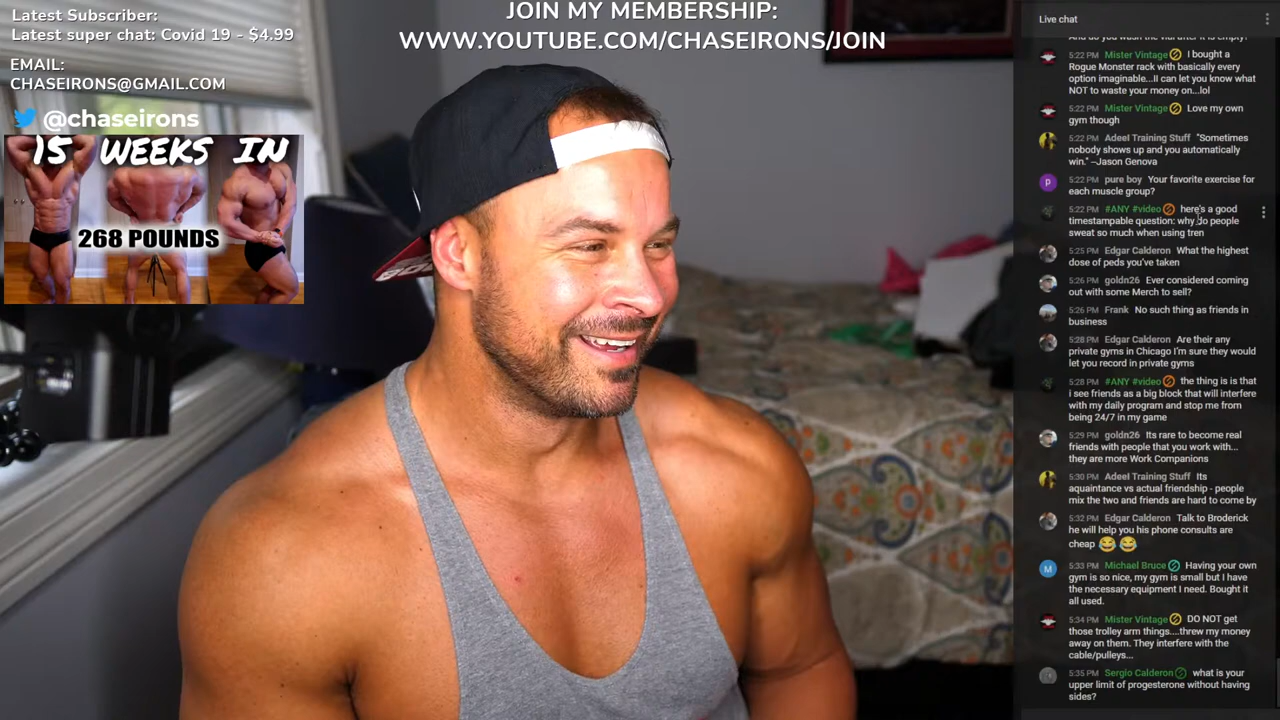 Latest Subscriber:
Latest super chat: Covid 19 - $4.99
EMAIL:
CHASEIRONS@GMAIL.COM
@chaseirons
15 WEEKS IN
268 POUNDS
JOIN MY MEMBERSHIP:
WWW.YOUTUBE.COM/CHASEIRONS/JOIN
Live chat
And do you wash the vial after it is empty?
5:22 PM Mister Vintage I bought a
Rogue Monster rack with basically every
option imaginable...II can let you know what
NOT to waste your money on...lol
5:22 PM Mister Vintage Love my own
gym though
5:22 PM Adeel Training Stuff "Sometimes
nobody shows up and you automatically
win." --Jason Genova
P
5:22 PM pure boy Your favorite exercise for
each muscle group?
5:22 PM #ANY #video here's a good
timestampable question: why do people
sweat so much when using tren
5:25 PM Edgar Calderon What the highest
dose of peds you've taken
5:26 PM goldn26 Ever considered coming
out with some Merch to sell?
5:26 PM Frank No such thing as friends in
business
5:28 PM Edgar Calderon Are their any
private gyms in Chicago I'm sure they would
let you record in private gyms
5:28 PM #ANY #video the thing is is that
i see friends as a big block that will interfere
with my daily program and stop me from
being 24/7 in my game
5:29 PM goldn26 Its rare to become real
friends with people that you work with...
they are more Work Companions
5:30 PM Adeel Training Stuff Its
aquaintance vs actual friendship - people
mix the two and friends are hard to come by
5:32 PM Edgar Calderon Talk to Broderick
he will help you his phone consults are
cheap 😂 😂
M
5:33 PM Michael Bruce Having your own
gym is so nice, my gym is small but I have
the necessary equipment I need. Bought it
all used.
5:34 PM Mister Vintage DO NOT get
those trolley arm things....threw my money
away on them. They interfere with the
cable/pulleys...
5:35 PM Sergio Calderon what is your
upper limit of progesterone without having
sides?